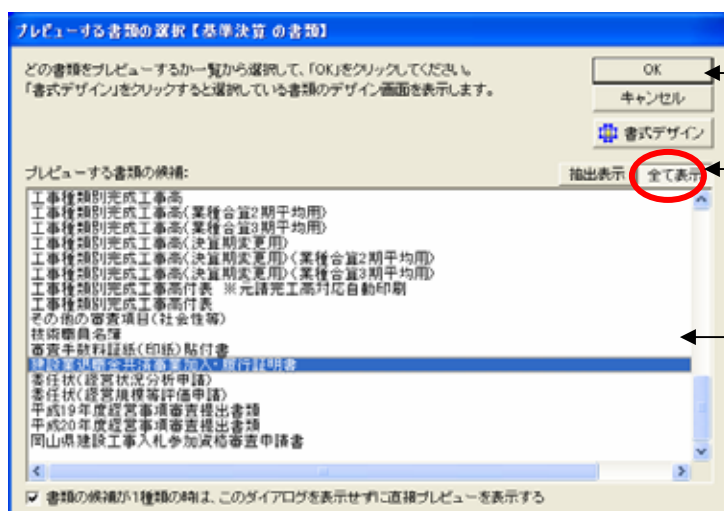 プレビューする書類の選択【基準決算 の書類】
どの書類をプレビューするか一覧から選択して、「OK」をクリックしてください。
「書式デザイン」をクリックすると選択している書類のデザイン画面を表示します。
OK
キャンセル
書式デザイン
プレビューする書類の候補:
抽出表示
全て表示
工事種類別完成工事高
工事種類別完成工事高(業種合算2期平均用)
工事種類別完成工事高(業種合算3期平均用)
工事種類別完成工事高(決算期変更用)
工事種類別完成工事高(決算期変更用)(業種合算2期平均用)
工事種類別完成工事高(決算期変更用)(業種合算3期平均用)
工事種類別完成工事高付表 ※元請完工高対応自動印刷
工事種類別完成工事高付表
その他の審査項目(社会性等)
技術職員名簿
審査手数料証紙(印紙)貼付書
建設業退職金共済事業加入・履行証明書
委任状(経営状況分析申請)
委任状(経営規模等評価申請)
平成19年度経営事項審査提出書類
平成20年度経営事項審査提出書類
岡山県建設工事入札参加資格審査申請書
書類の候補が1種類の時は、このダイアログを表示せずに直接プレビューを表示する